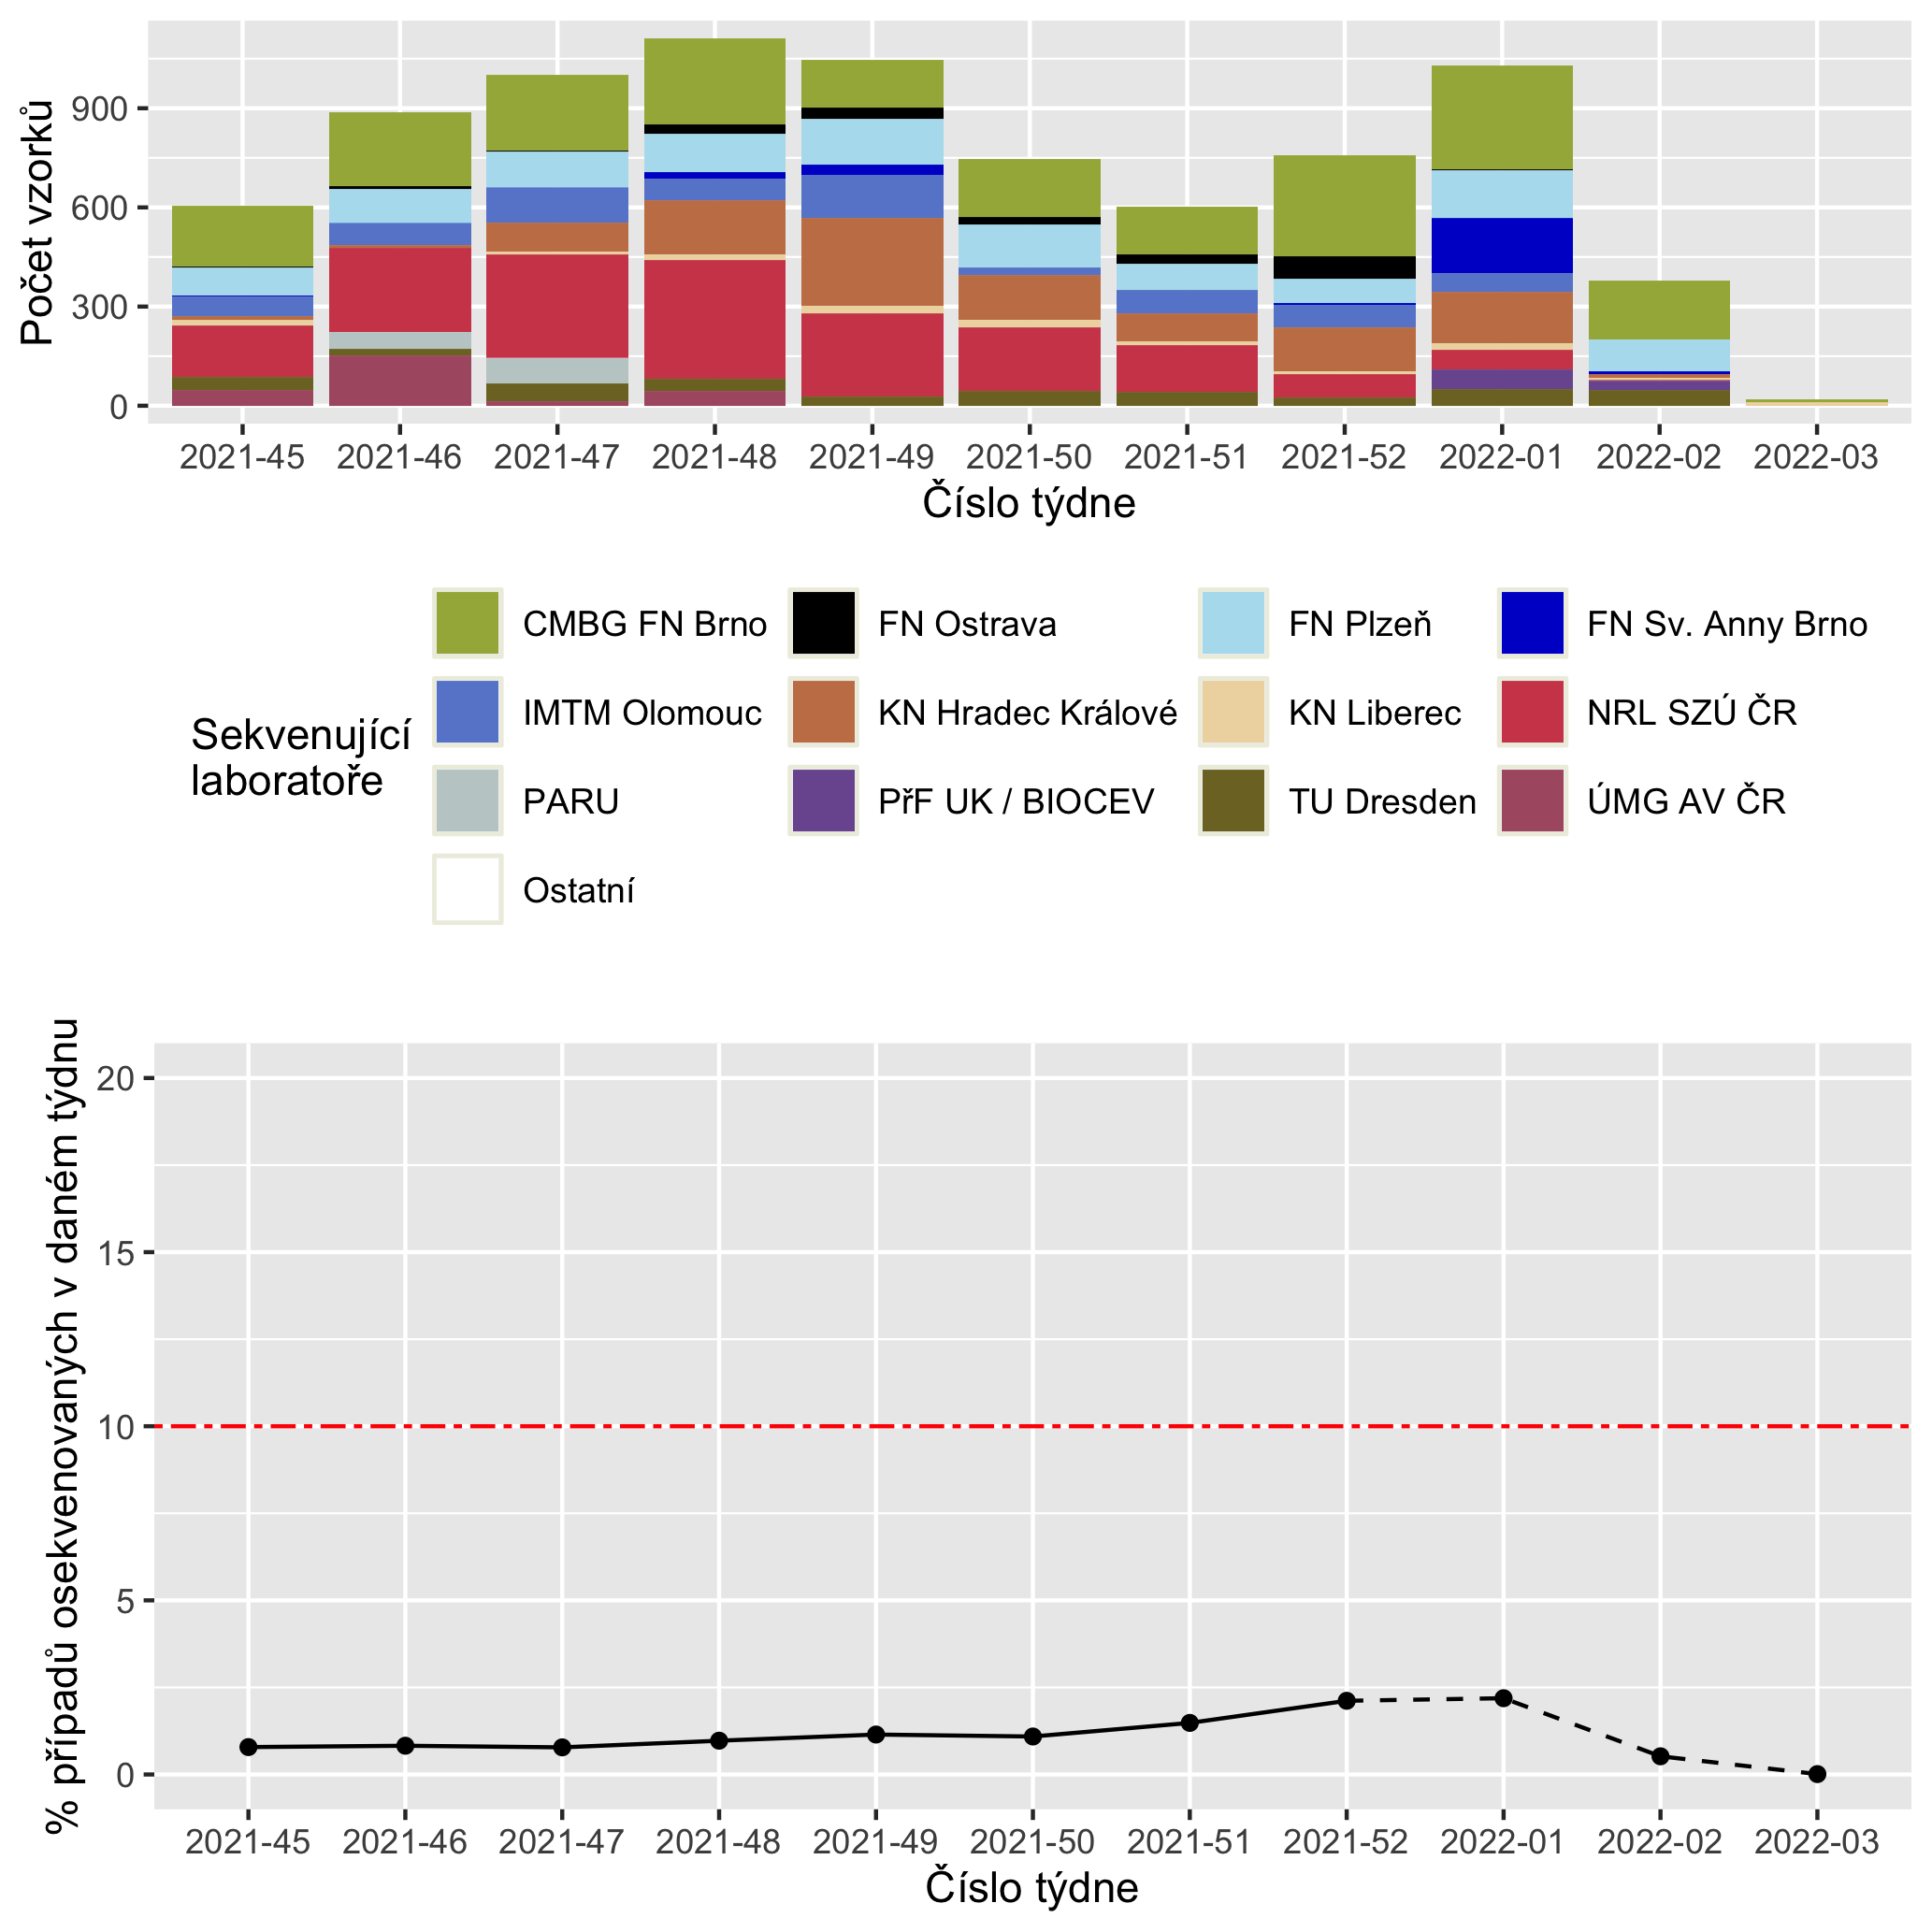 Počet vzorků
900
600
300
0
2021-45 2021-46 2021-47 2021-48 2021-49 2021-50 2021-51 2021-52 2022-01 2022-02 2022-03
Číslo týdne
Sekvenující
laboratoře
CMBG FN Brno FN Ostrava FN Plzeň FN Sv. Anny Brno
IMTM Olomouc KN Hradec Králové KN Liberec NRL SZÚ ČR
PARU PřF UK / BIOCEV TU Dresden ÚMG AV ČR
Ostatní
% případů osekvenovaných v daném týdnu
20
15
10
5
0
2021-45 2021-46 2021-47 2021-48 2021-49 2021-50 2021-51 2021-52 2022-01 2022-02 2022-03
Číslo týdne